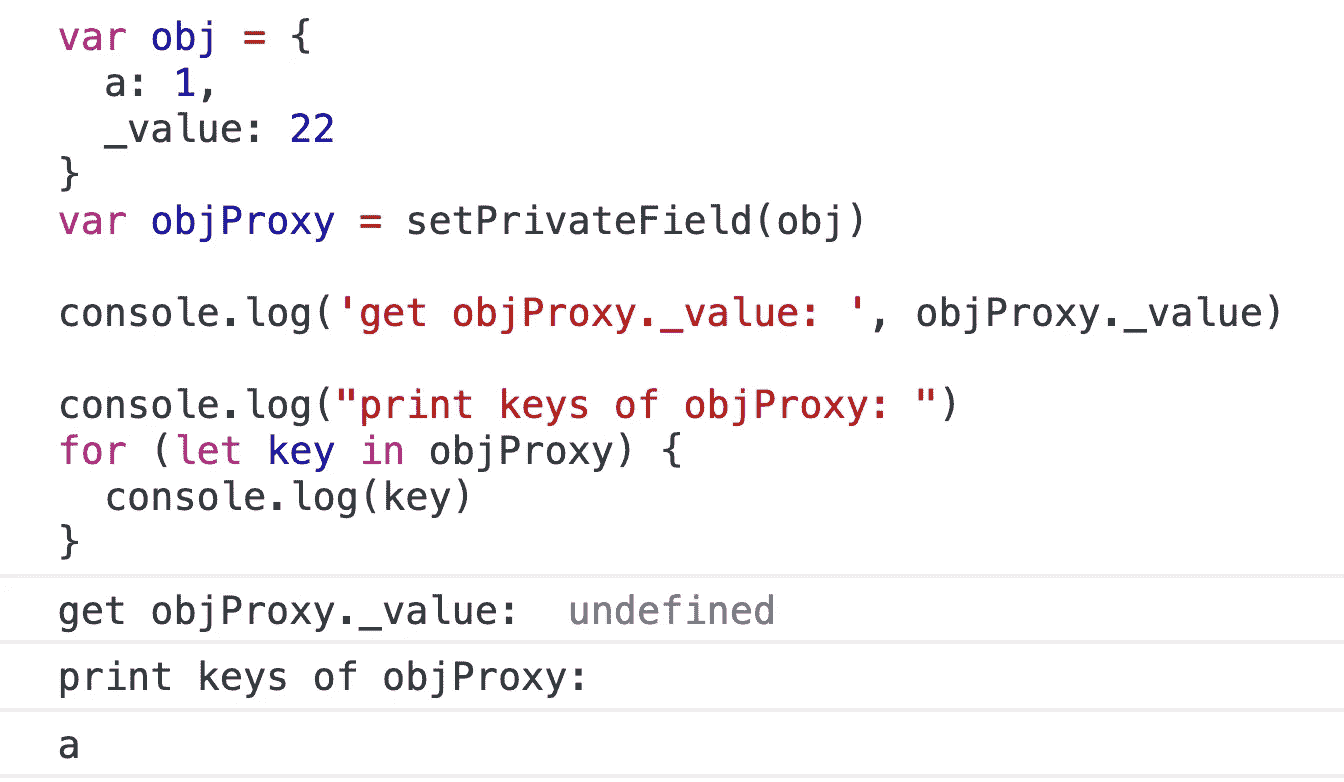 var obj = {
  a: 1,
  _value: 22
}
var objProxy = setPrivateField(obj)
console.log('get objProxy._value: ', objProxy._value)
console.log("print keys of objProxy: ")
for (let key in objProxy) {
  console.log(key)
}
get objProxy._value:  undefined
print keys of objProxy:
a